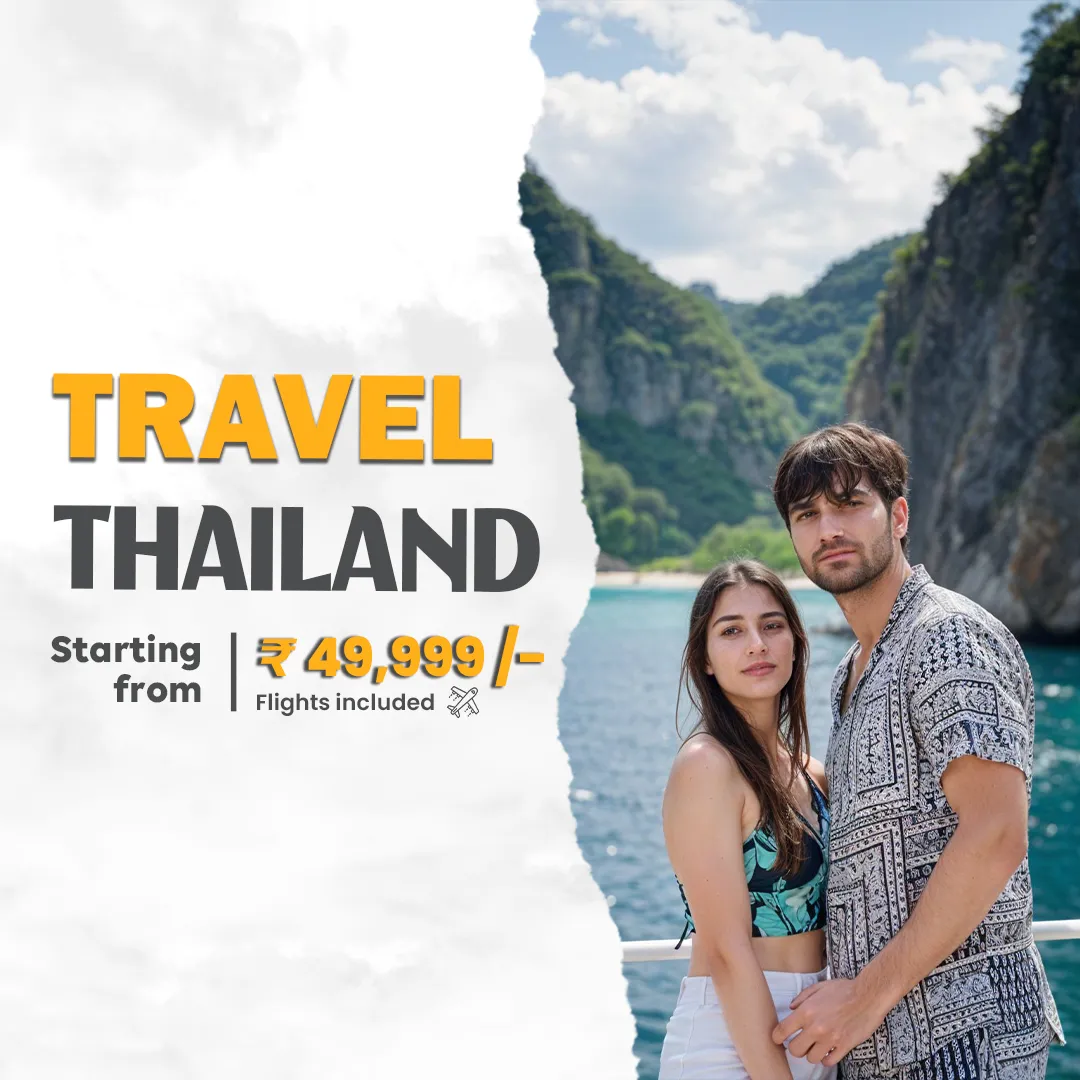 TRAVEL
THAILAND
Starting
from
₹ 49,999/-
Flights included